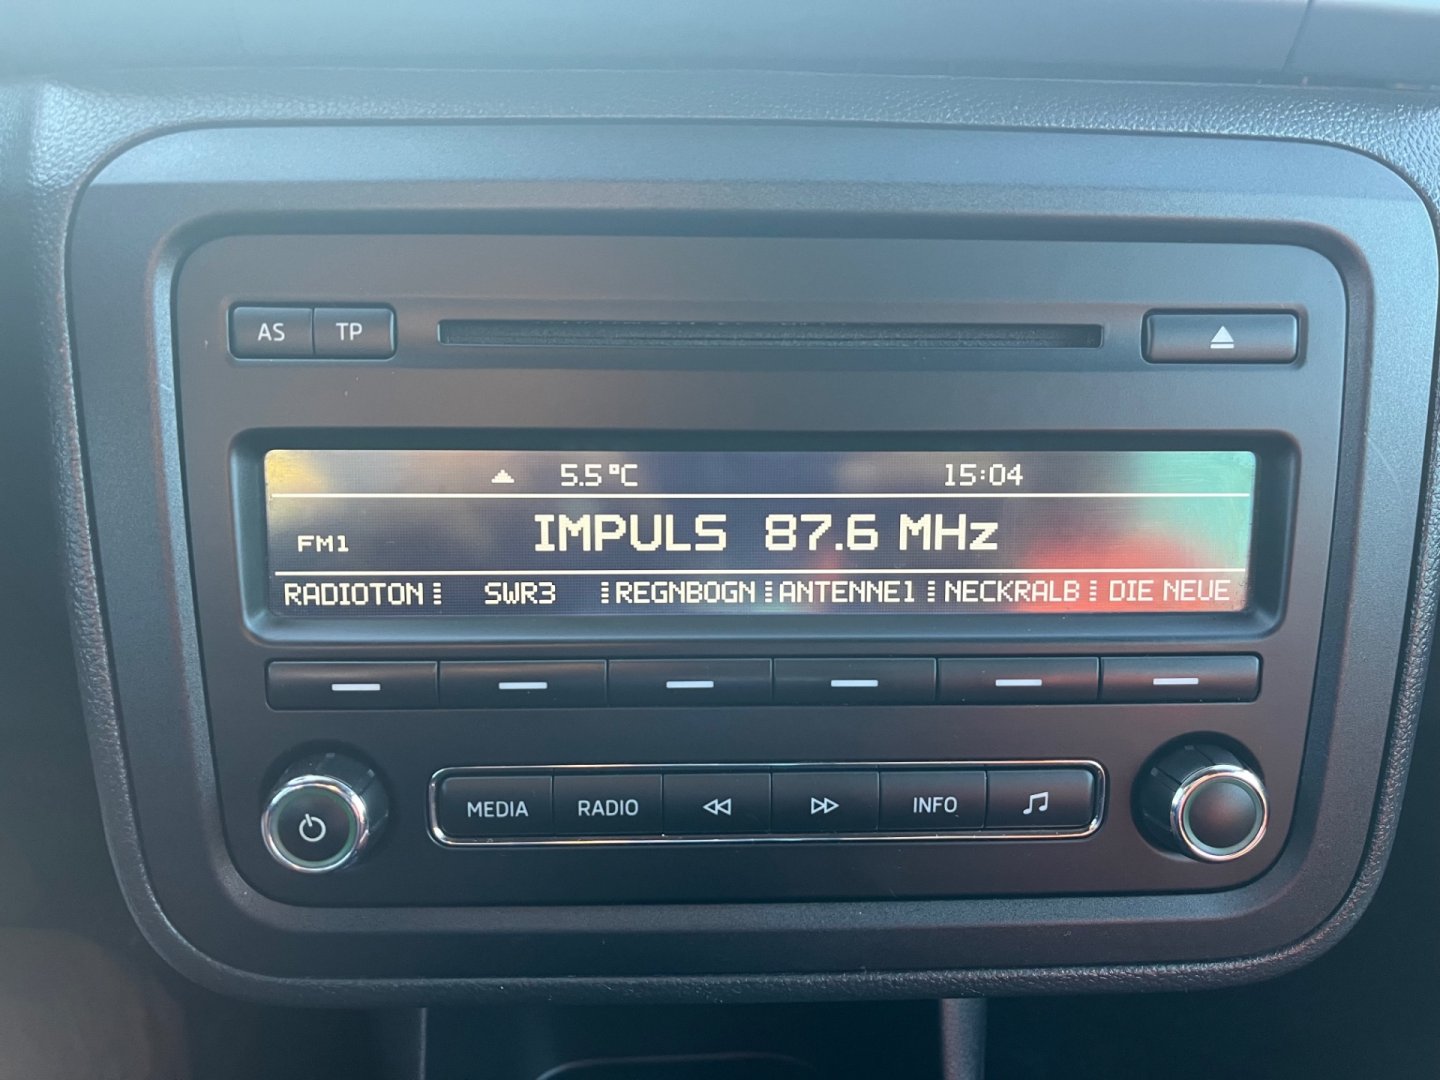 AS TP
5.5°C 15:04
FM1 IMPULS 87.6 MHz
RADIOTON SWR3 REGNBOGN ANTENNE1 NECKRALB DIE NEUE
MEDIA RADIO INFO